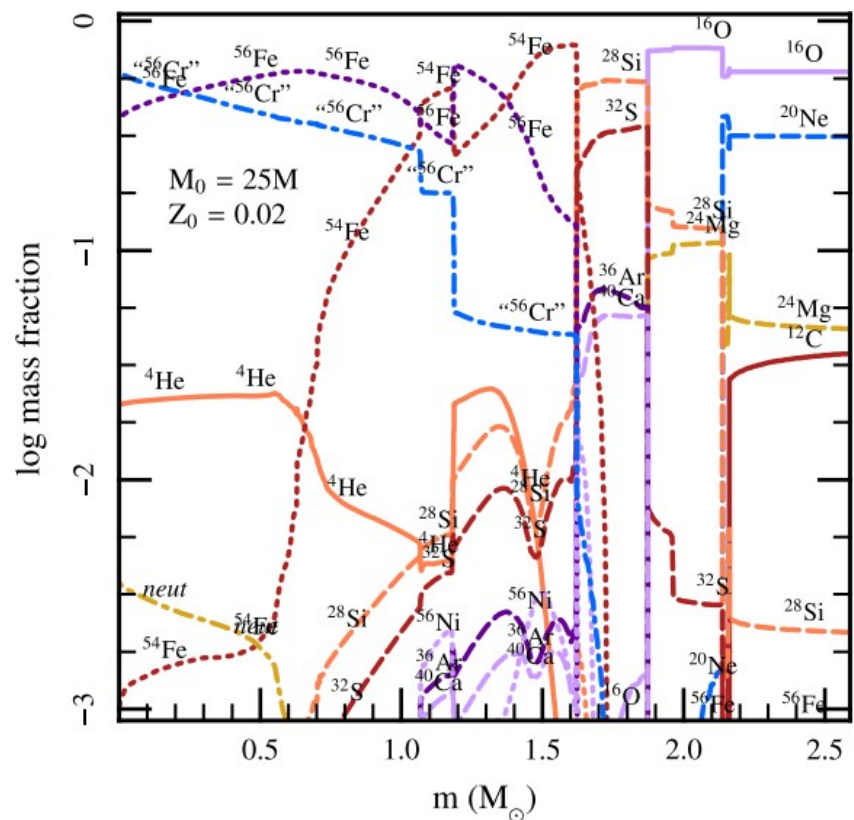 0
¹⁶O
¹⁶O
⁵⁴Fe
⁵⁶Fe
⁵⁶Fe
²⁸Si
“⁵⁶Cr”
⁵⁶Fe
⁵⁴Fe
³²S
“⁵⁶Cr”
“⁵⁶Cr”
⁵⁶Fe
⁵⁶Fe
²⁰Ne
M₀ = 25M
“⁵⁶Cr”
Z₀ = 0.02
⁵⁴Fe
²⁸Si
²⁴Mg
−1
³⁶Ar
⁴⁰Ca
“⁵⁶Cr”
²⁴Mg
¹²C
⁴He
⁴He
⁴He
⁴He
²⁸Si
−2
²⁸Si
⁴He
³²S
³²S
neut
³²S
²⁸Si
⁵⁶Ni
⁵⁶Ni
²⁸Si
⁵⁴Fe
neut
⁵⁴Fe
³⁶Ar
⁴⁰Ca
³⁶Ar
⁴⁰Ca
³²S
²⁰Ne
¹⁶O
⁵⁶Fe
⁵⁶Fe
−3
log mass fraction
0.5
1.0
1.5
2.0
2.5
m (M☉)